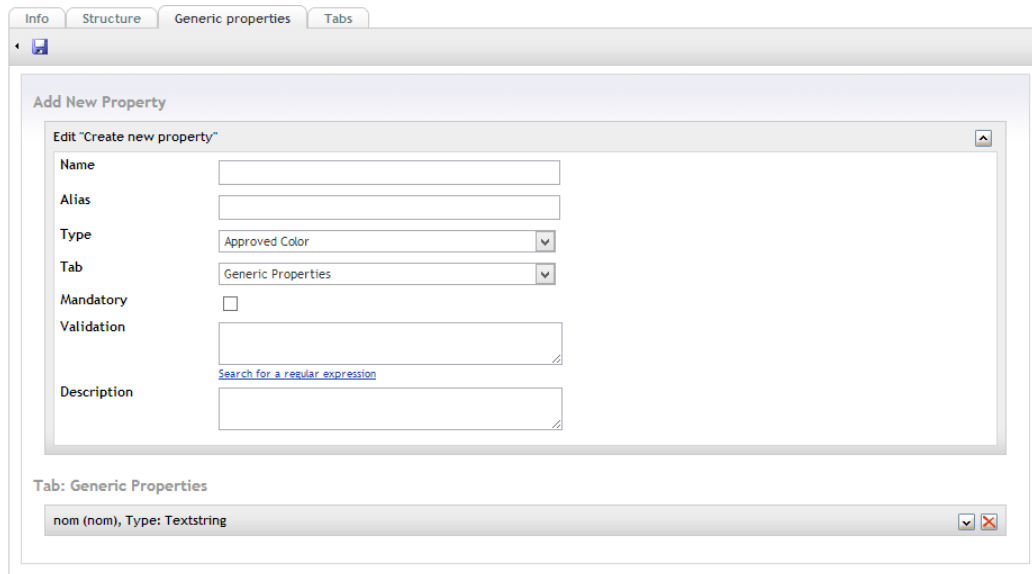 Info Structure Generic properties Tabs
Add New Property
Edit "Create new property"
Name
Alias
Type Approved Color
Tab Generic Properties
Mandatory
Validation
Search for a regular expression
Description
Tab: Generic Properties
nom (nom), Type: Textstring